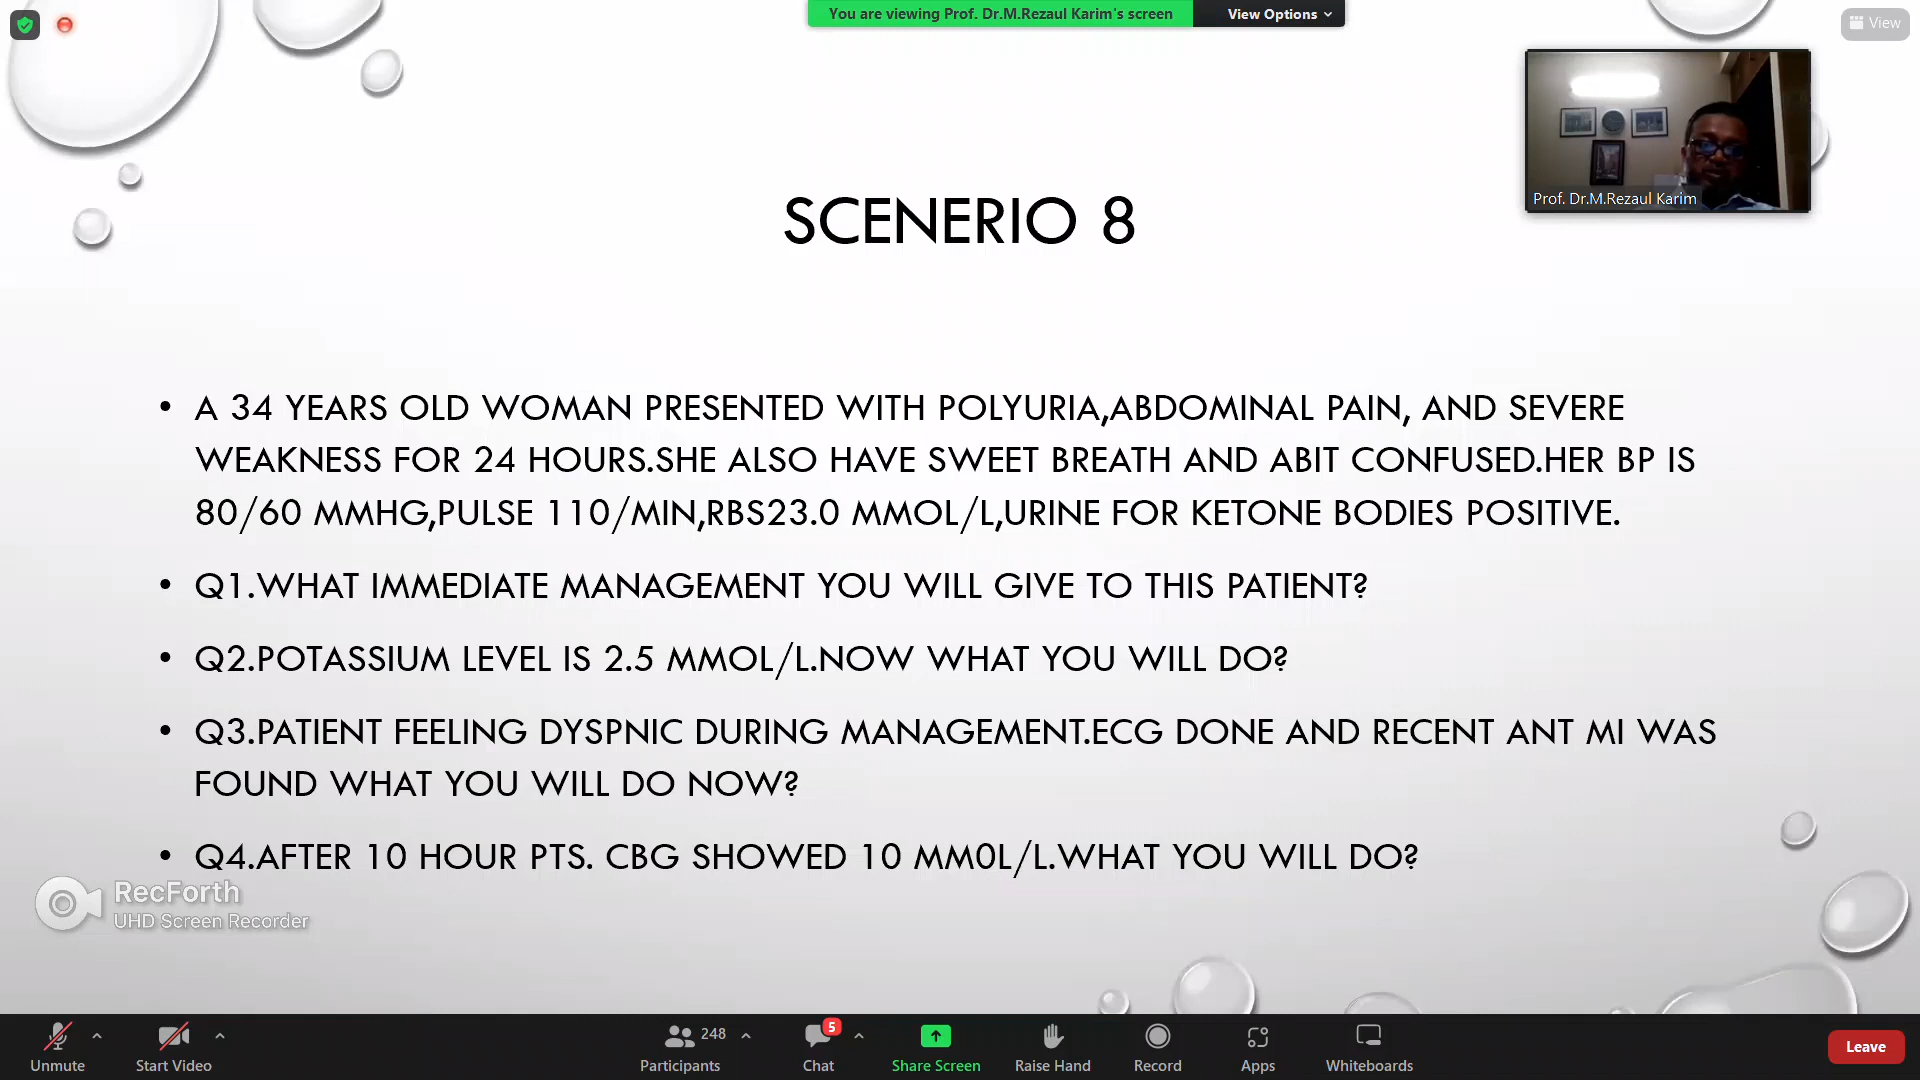 You are viewing Prof. Dr.M.Rezaul Karim's screen
View Options
View
Prof. Dr.M.Rezaul Karim
SCENERIO 8
• A 34 YEARS OLD WOMAN PRESENTED WITH POLYURIA,ABDOMINAL PAIN, AND SEVERE
WEAKNESS FOR 24 HOURS.SHE ALSO HAVE SWEET BREATH AND ABIT CONFUSED.HER BP IS
80/60 MMHG,PULSE 110/MIN,RBS23.0 MMOL/L,URINE FOR KETONE BODIES POSITIVE.
• Q1.WHAT IMMEDIATE MANAGEMENT YOU WILL GIVE TO THIS PATIENT?
• Q2.POTASSIUM LEVEL IS 2.5 MMOL/L.NOW WHAT YOU WILL DO?
• Q3.PATIENT FEELING DYSPNIC DURING MANAGEMENT.ECG DONE AND RECENT ANT MI WAS
FOUND WHAT YOU WILL DO NOW?
• Q4.AFTER 10 HOUR PTS. CBG SHOWED 10 MM0L/L.WHAT YOU WILL DO?
RecForth
UHD Screen Recorder
Unmute
Start Video
Participants 248
Chat 5
Share Screen
Raise Hand
Record
Apps
Whiteboards
Leave